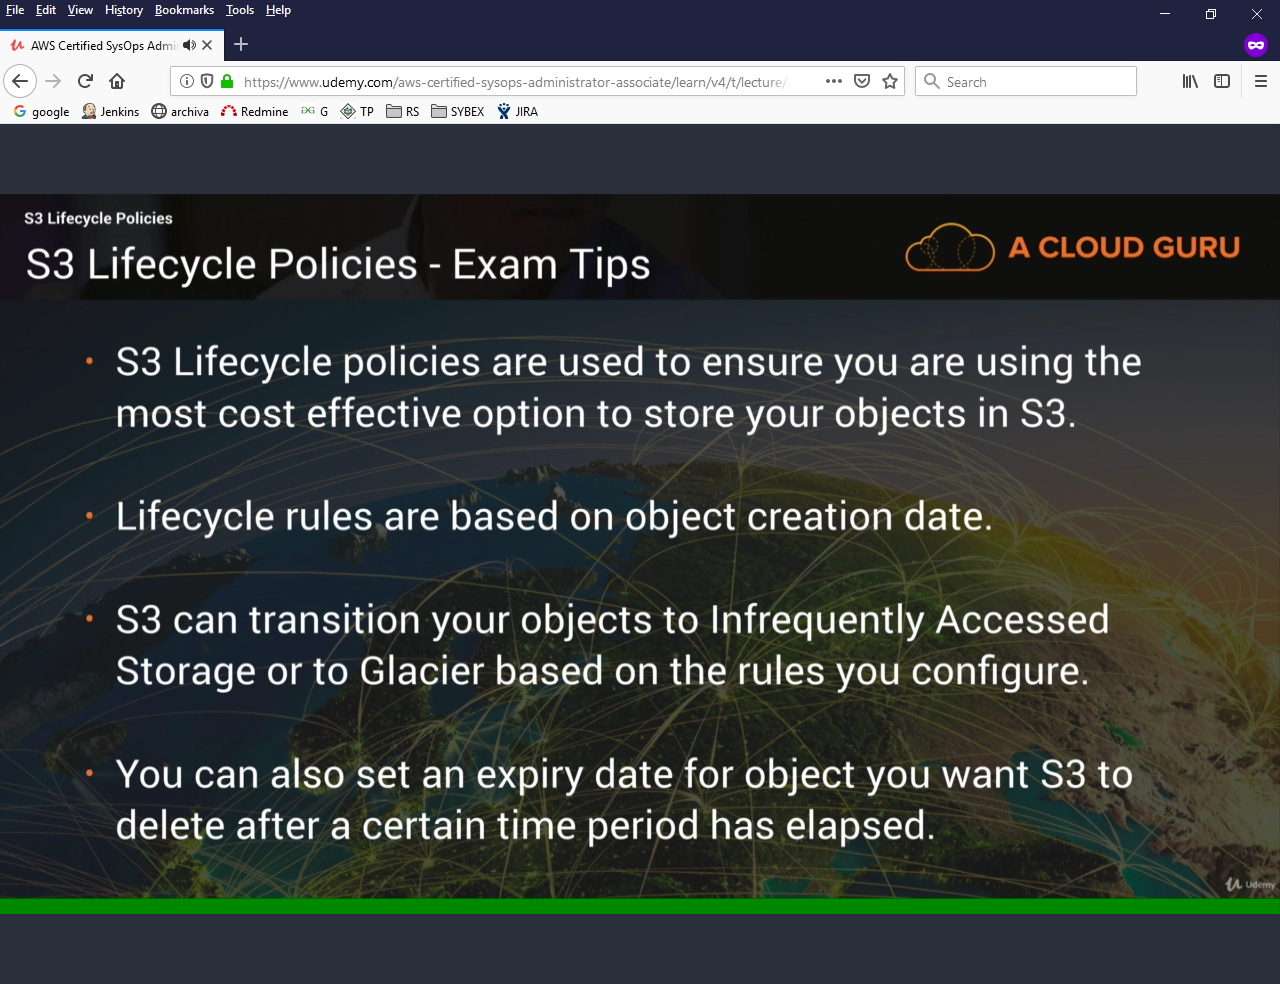 File Edit View History Bookmarks Tools Help
AWS Certified SysOps Admi
https://www.udemy.com/aws-certified-sysops-administrator-associate/learn/v4/t/lecture/
Search
google Jenkins archiva Redmine G TP RS SYBEX JIRA
S3 Lifecycle Policies
S3 Lifecycle Policies - Exam Tips
A CLOUD GURU
• S3 Lifecycle policies are used to ensure you are using the
most cost effective option to store your objects in S3.
• Lifecycle rules are based on object creation date.
• S3 can transition your objects to Infrequently Accessed
Storage or to Glacier based on the rules you configure.
• You can also set an expiry date for object you want S3 to
delete after a certain time period has elapsed.
Udemy